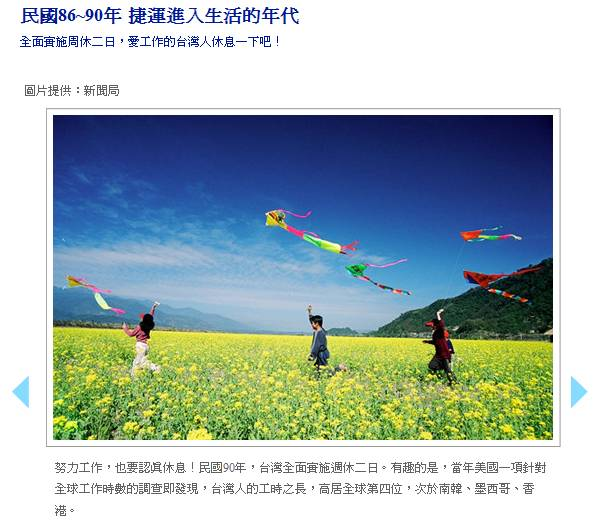 民國86~90年 捷運進入生活的年代
全面實施周休二日，愛工作的台灣人休息一下吧！
圖片提供：新聞局
努力工作，也要認真休息！民國90年，台灣全面實施週休二日。有趣的是，當年美國一項針對
全球工作時數的調查即發現，台灣人的工時之長，高居全球第四位，次於南韓、墨西哥、香
港。